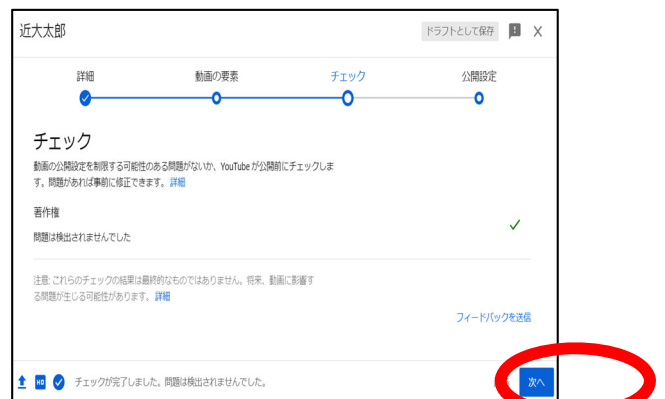 近大太郎
ドラフトとして保存
X
詳細
動画の要素
チェック
公開設定
チェック
動画の公開設定を制限する可能性のある問題がないか、YouTube が公開前にチェックしま
す。問題があれば事前に修正できます。 詳細
著作権
問題は検出されませんでした
注意: これらのチェックの結果は最終的なものではありません。将来、動画に影響す
る問題が生じる可能性があります。 詳細
フィードバックを送信
HD
チェックが完了しました。問題は検出されませんでした。
次へ